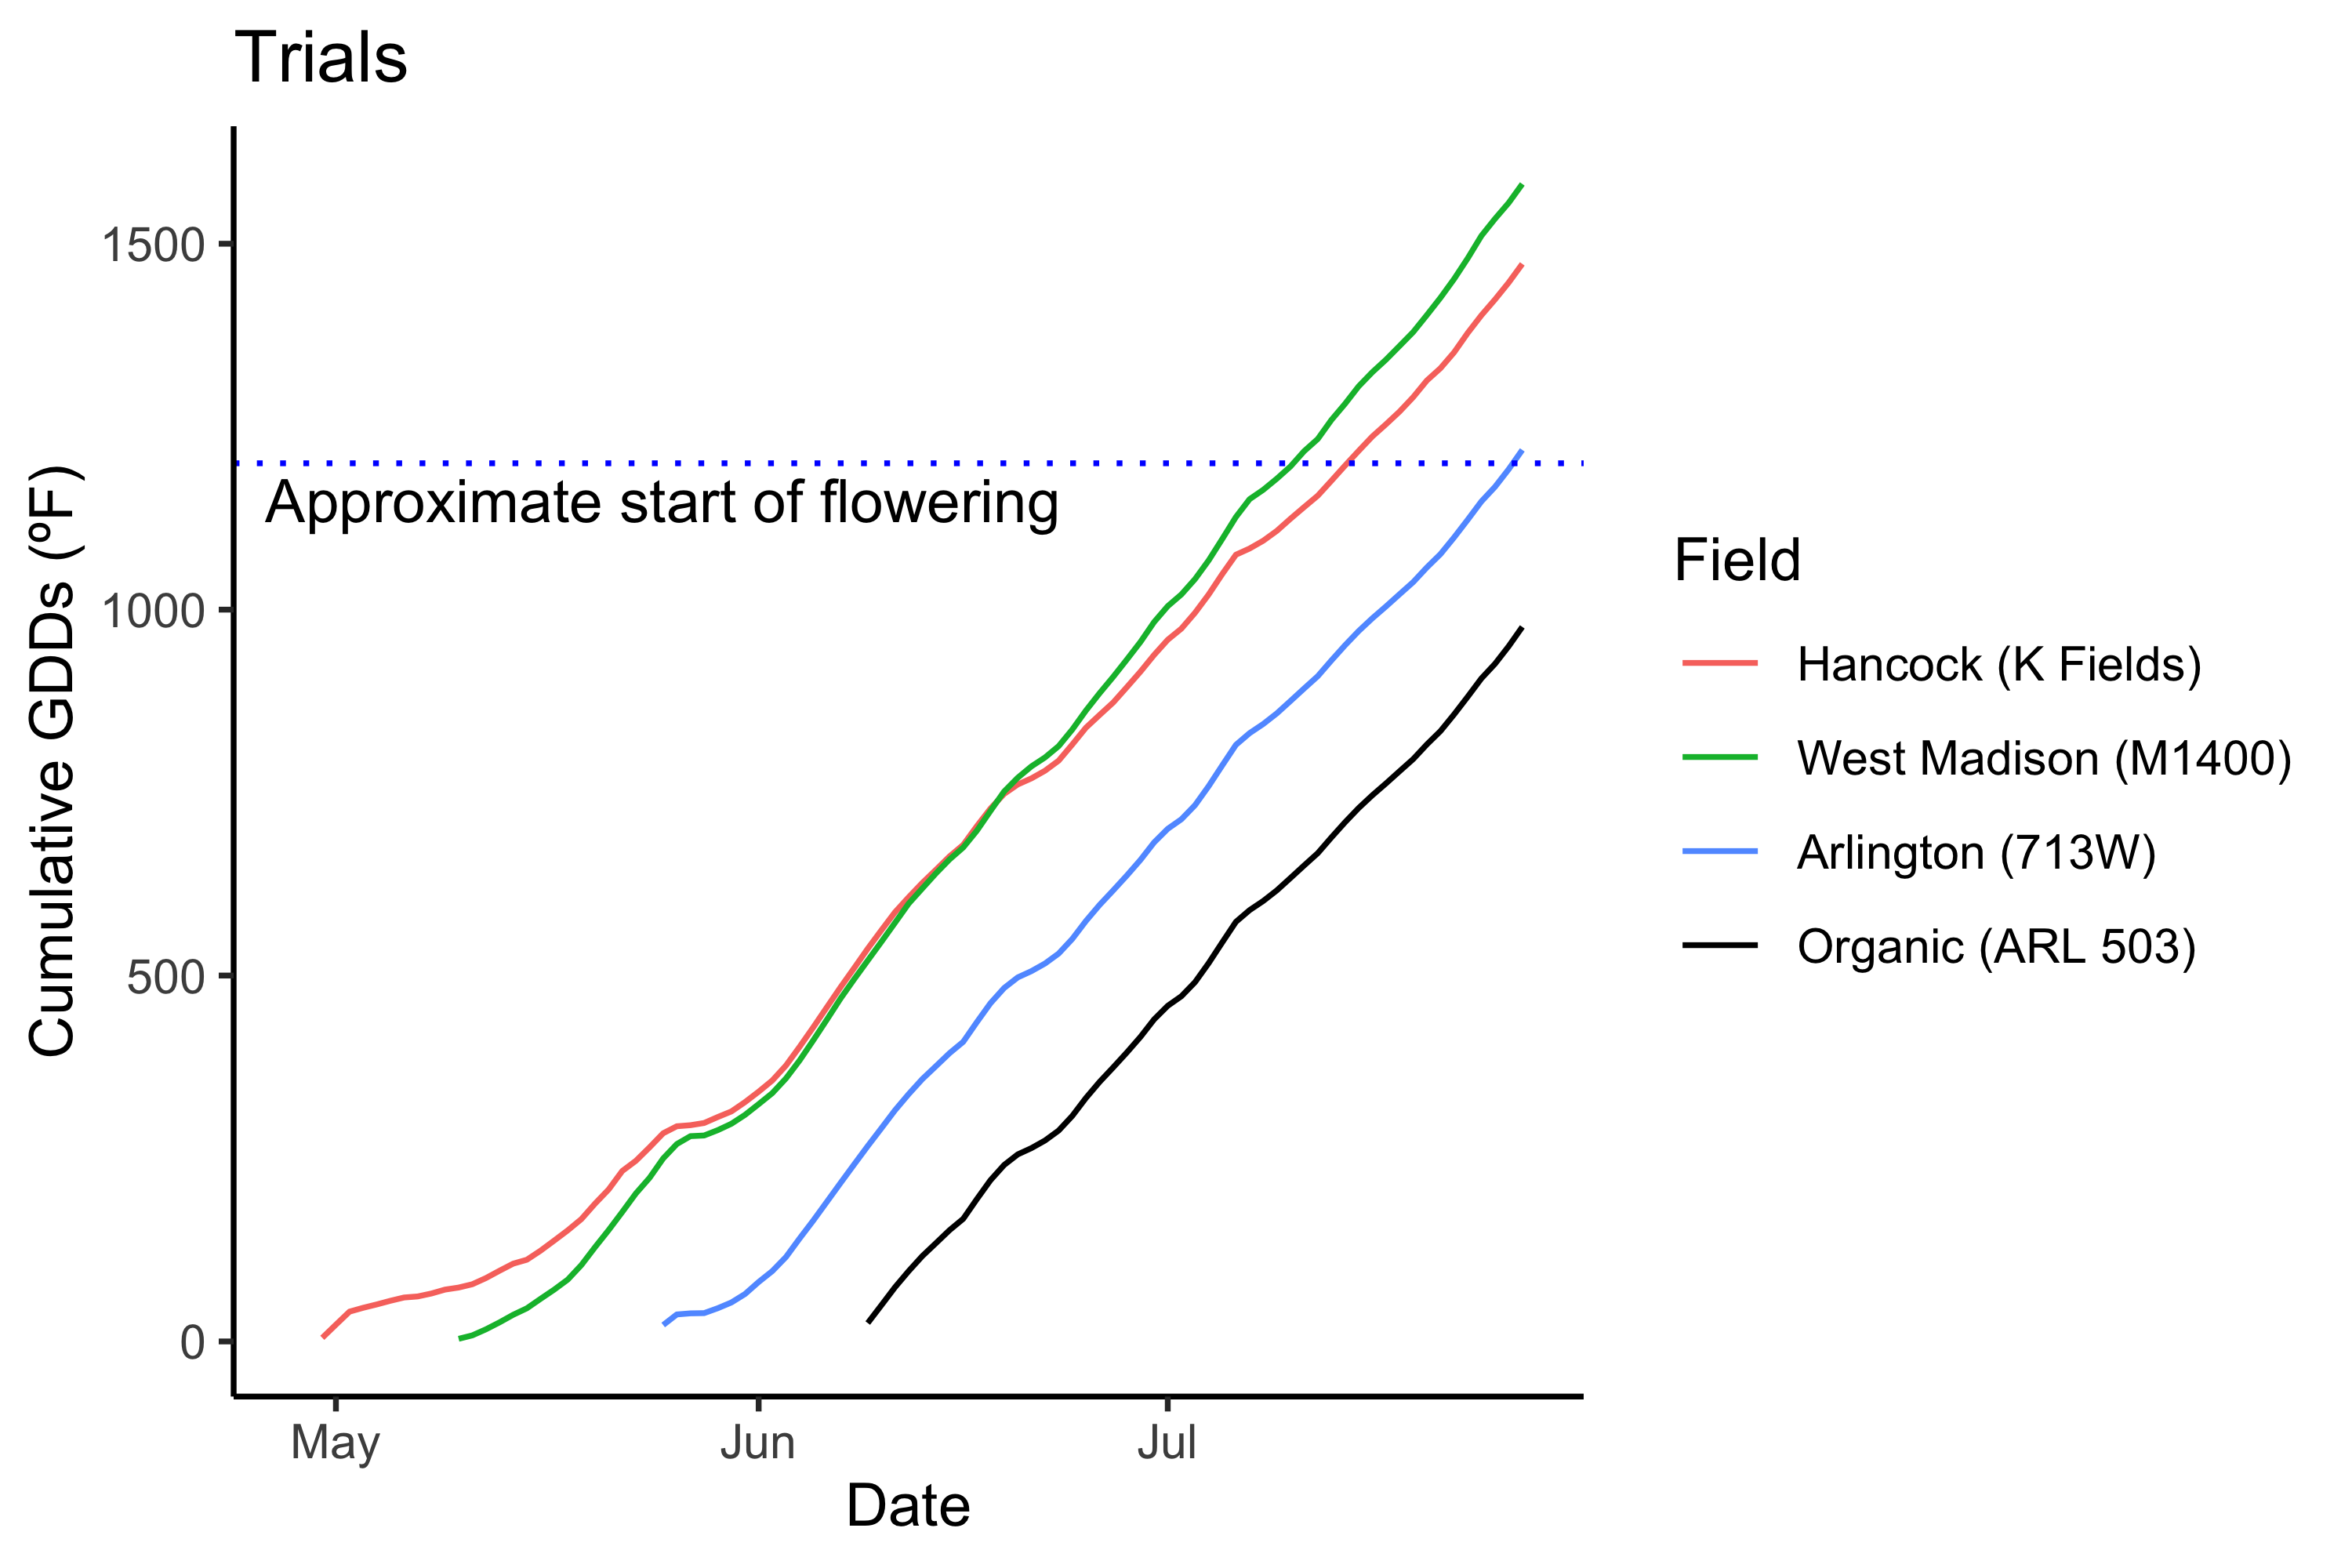 Trials
Cumulative GDDs (ºF)
1500
1000
500
0
Approximate start of flowering
May
Jun
Jul
Date
Field
Hancock (K Fields)
West Madison (M1400)
Arlington (713W)
Organic (ARL 503)